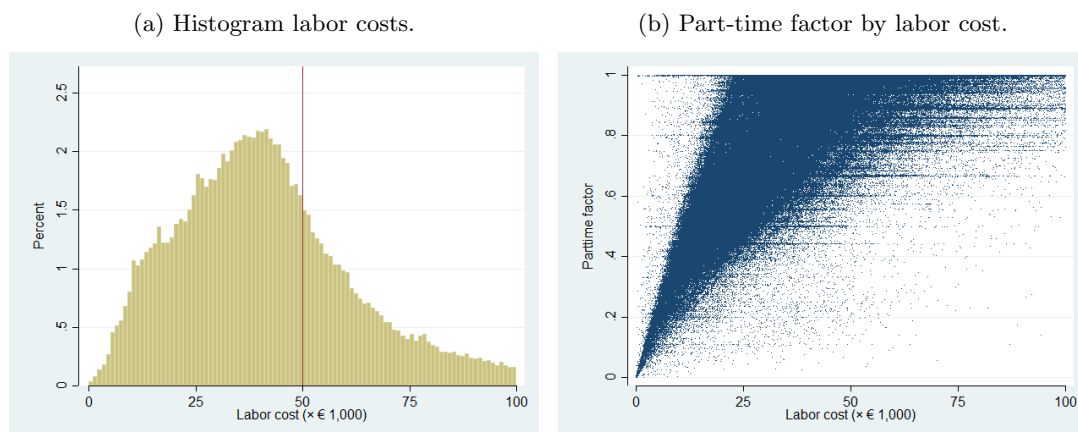 (a) Histogram labor costs.
(b) Part-time factor by labor cost.
Percent
2.5
2
1.5
1
.5
0
0 25 50 75 100
Labor cost (× € 1,000)
Parttime factor
1
.8
.6
.4
.2
0
0 25 50 75 100
Labor cost (× € 1,000)